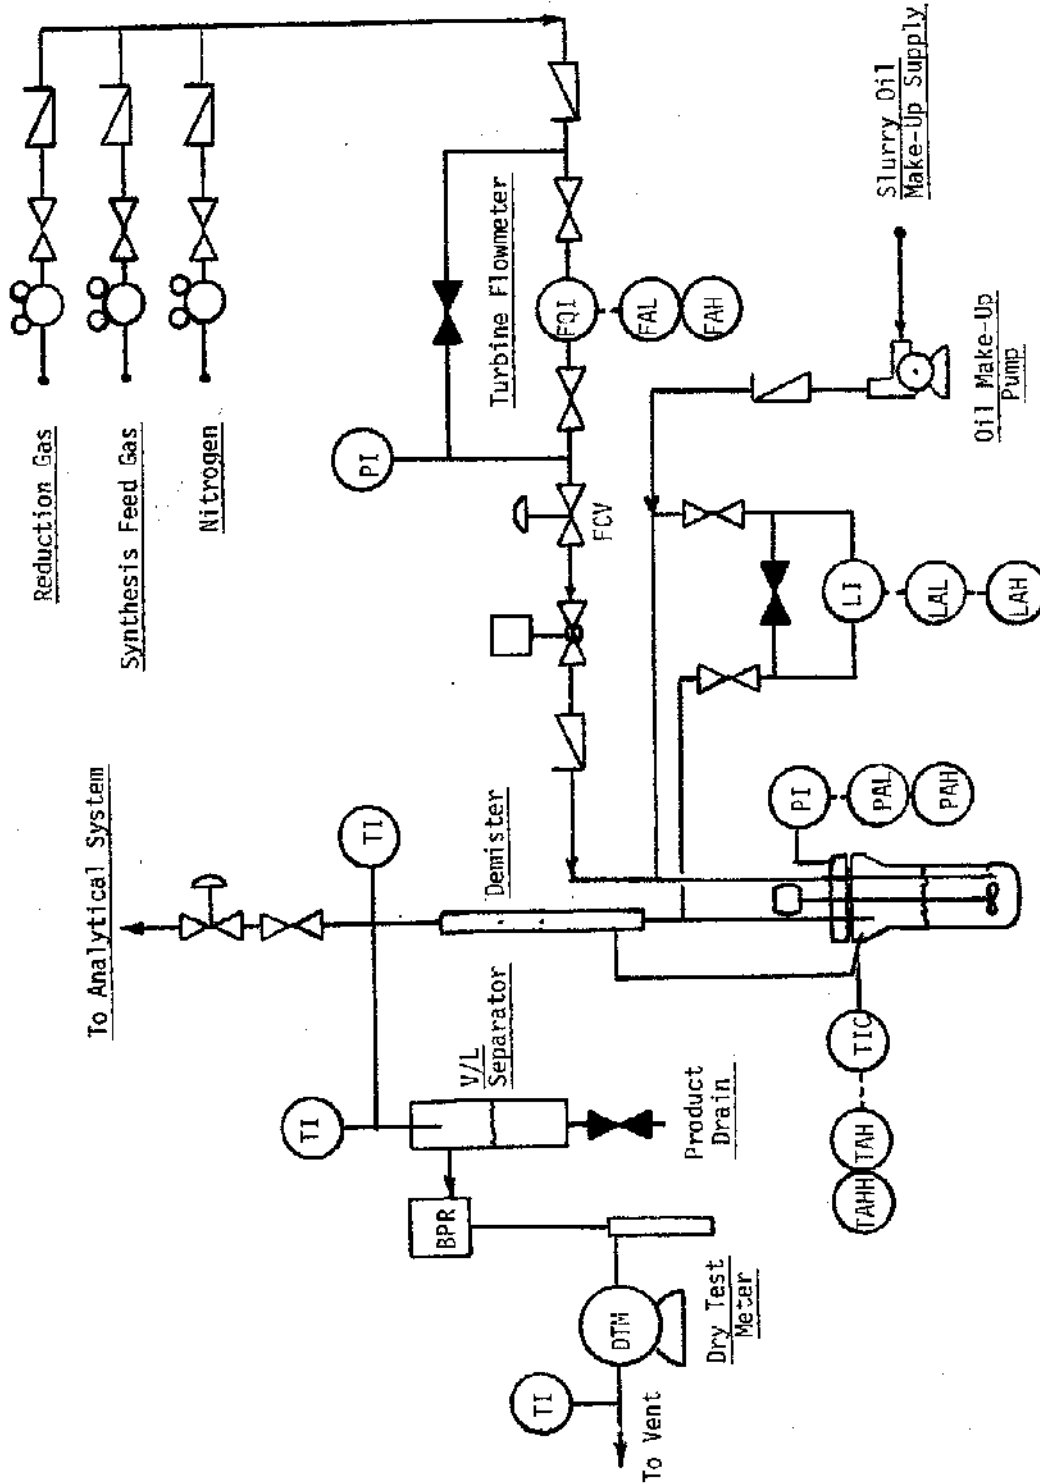 Reduction Gas
Synthesis Feed Gas
Nitrogen
PI
Turbine Flowmeter
FQI
FAL
FAH
FCV
Slurry Oil
Make-Up Supply
Oil Make-Up
Pump
LI
LAL
LAH
To Analytical System
TI
Demister
PI
PAL
PAH
TI
V/L
Separator
Product
Drain
TIC
TAH
TAHH
BPR
DTM
Dry Test
Meter
TI
To Vent